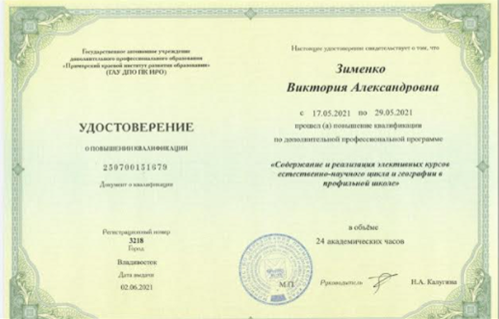 Государственное автономное учреждение
дополнительного профессионального образования
«Приморский краевой институт развития образования»
(ГАУ ДПО ПК ИРО)
УДОСТОВЕРЕНИЕ
О ПОВЫШЕНИИ КВАЛИФИКАЦИИ
250700151679
Документ о квалификации
Регистрационный номер
3218
Город
Владивосток
Дата выдачи
02.06.2021
Настоящее удостоверение свидетельствует о том, что
Зименко
Виктория Александровна
с 17.05.2021 по 29.05.2021
прошел (а) повышение квалификации
по дополнительной профессиональной программе
«Содержание и реализация элективных курсов
естественно-научного цикла и географии в
профильной школе»
в объёме
24 академических часов
М.П.
Руководитель
Н.А. Калугина